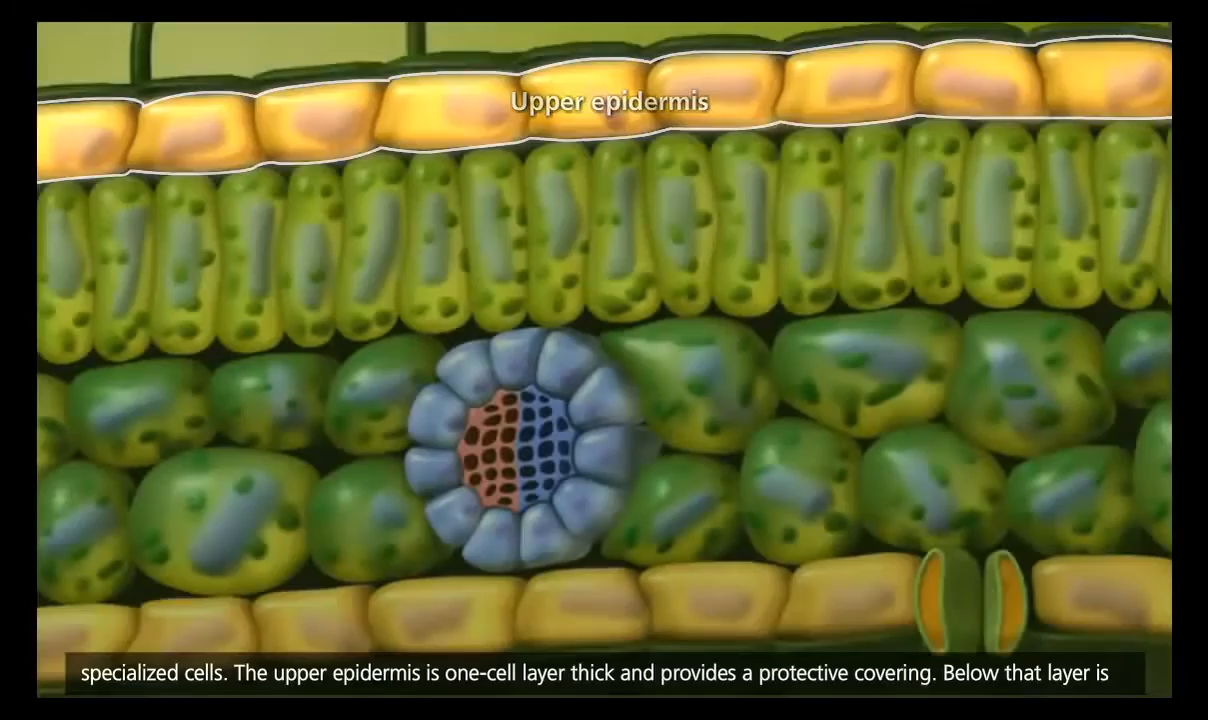 Upper epidermis
specialized cells. The upper epidermis is one-cell layer thick and provides a protective covering. Below that layer is